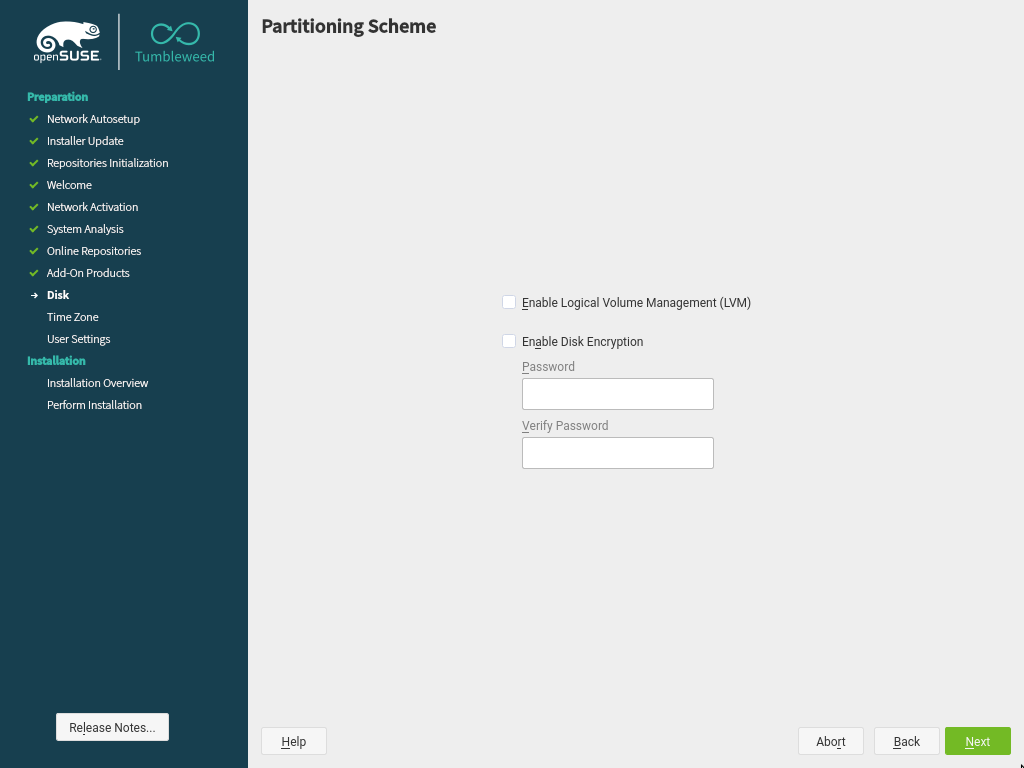 openSUSE
Tumbleweed
Preparation
Network Autosetup
Installer Update
Repositories Initialization
Welcome
Network Activation
System Analysis
Online Repositories
Add-On Products
Disk
Time Zone
User Settings
Installation
Installation Overview
Perform Installation
Release Notes...
Partitioning Scheme
Enable Logical Volume Management (LVM)
Enable Disk Encryption
Password
Verify Password
Help
Abort
Back
Next